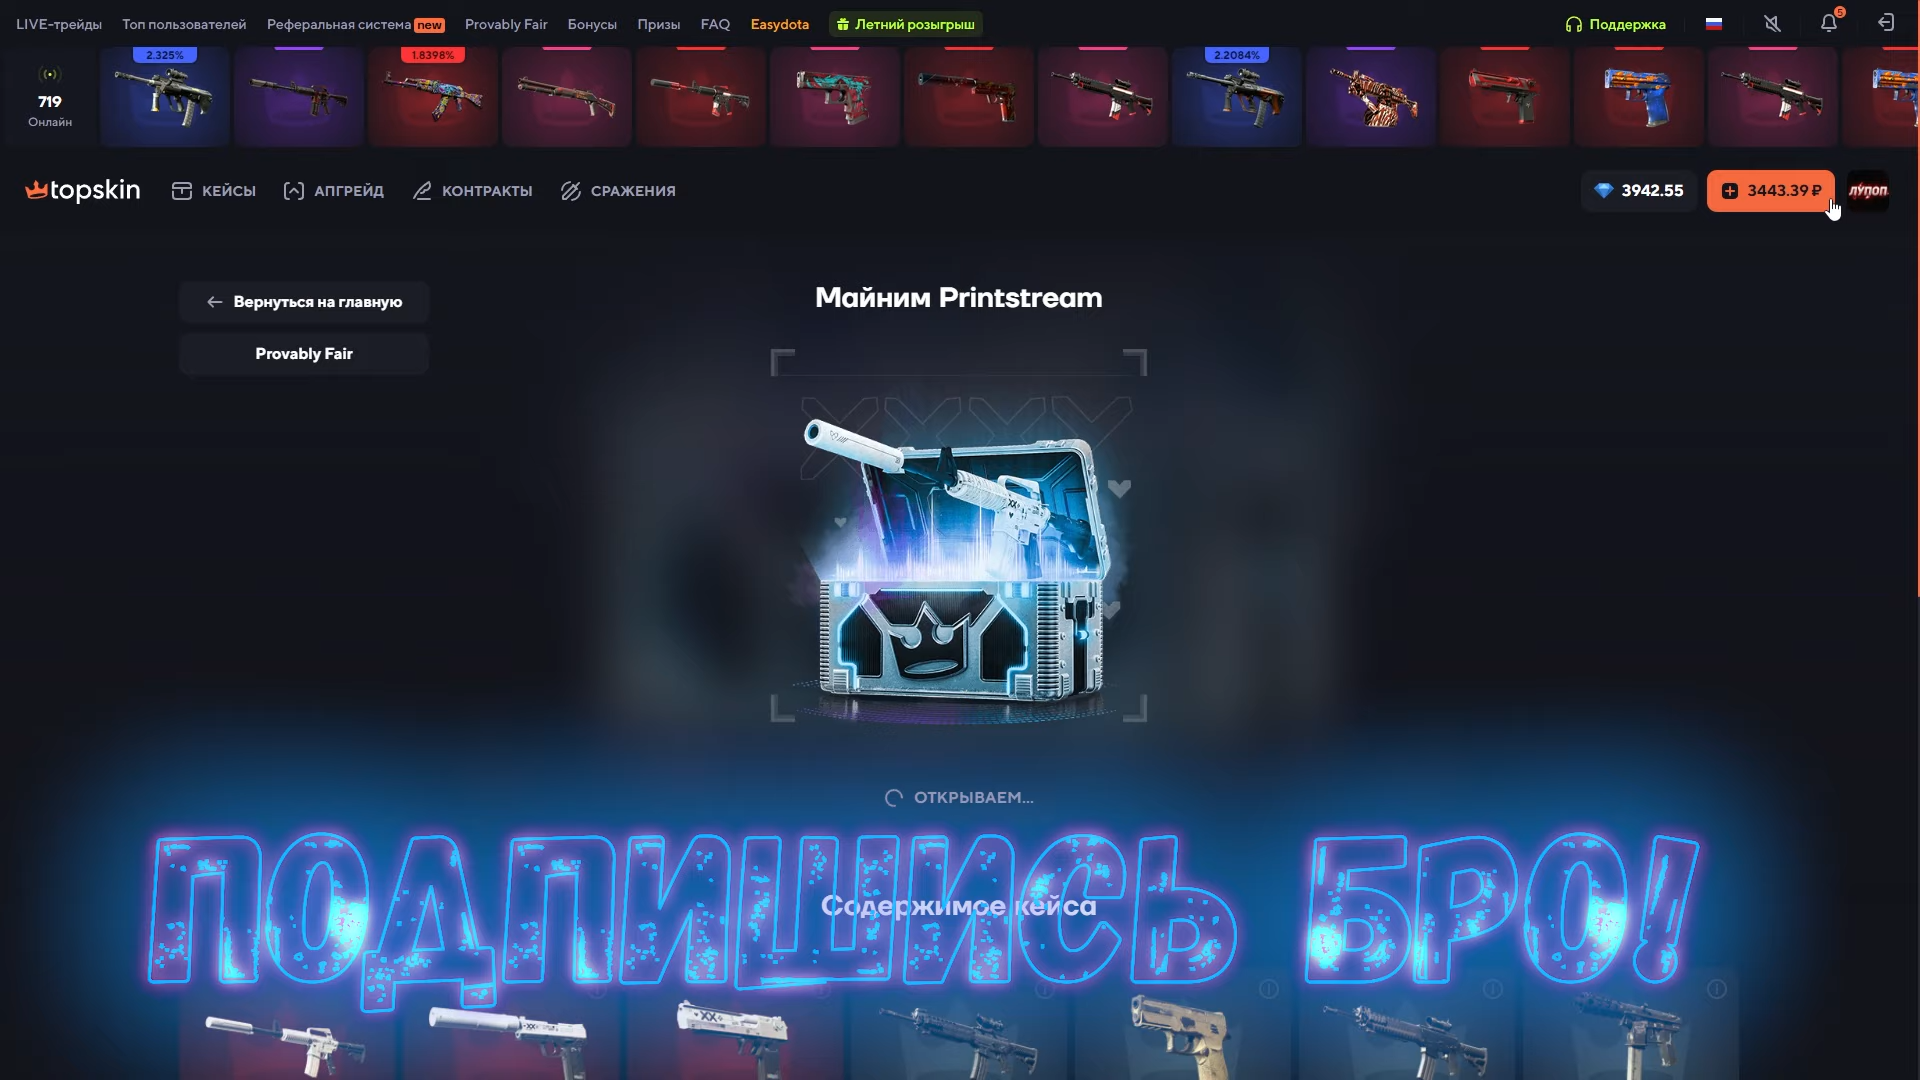 LIVE-трейды Топ пользователей Реферальная система new Provably Fair Бонусы Призы FAQ Easydota Летний розыгрыш Поддержка 5
2.325% 1.8398% 2.2084%
719
Онлайн
topskin КЕЙСЫ АПГРЕЙД КОНТРАКТЫ СРАЖЕНИЯ 3942.55 3443.39 ₽ ЛУПОП
Вернуться на главную
Майним Printstream
Provably Fair
ОТКРЫВАЕМ...
ПОДПИШИСЬ БРО!
Содержимое кейса